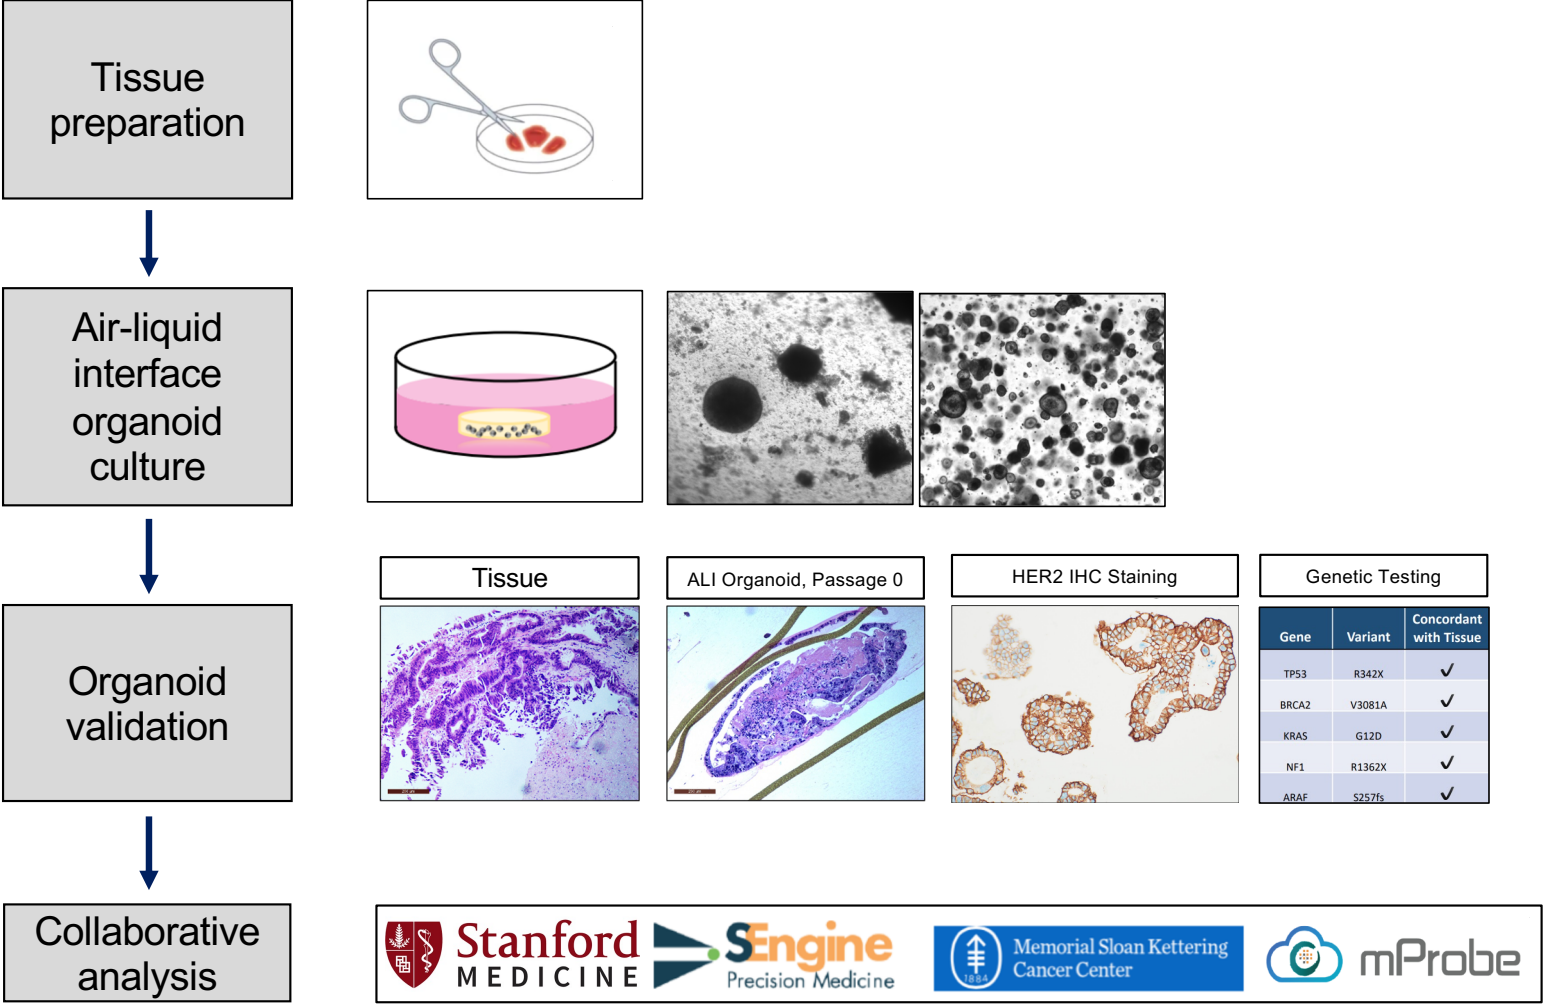 Tissue
preparation
Air-liquid
interface
organoid
culture
Organoid
validation
Tissue
ALI Organoid, Passage 0
HER2 IHC Staining
Genetic Testing
Gene Variant Concordant with Tissue
TP53 R342X ✓
BRCA2 V3081A ✓
KRAS G12D ✓
NF1 R1362X ✓
ARAF S257fs ✓
Collaborative
analysis
Stanford
MEDICINE
SEngine
Precision Medicine
1884
Memorial Sloan Kettering
Cancer Center
mProbe